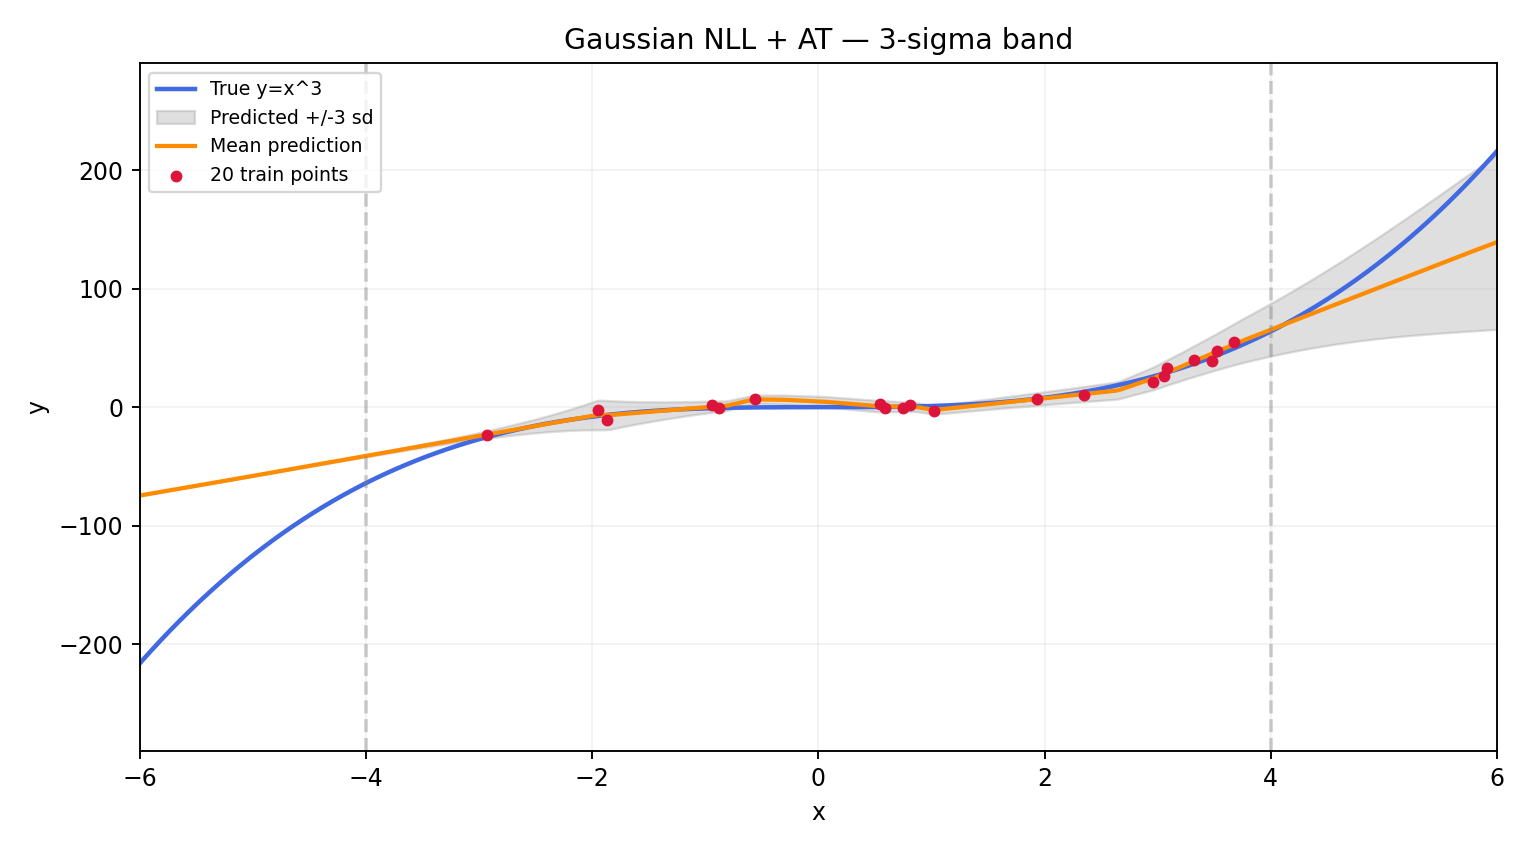 Gaussian NLL + AT — 3-sigma band
True y=x^3
Predicted +/-3 sd
Mean prediction
20 train points
200
100
0
−100
−200
y
−6 −4 −2 0 2 4 6
x